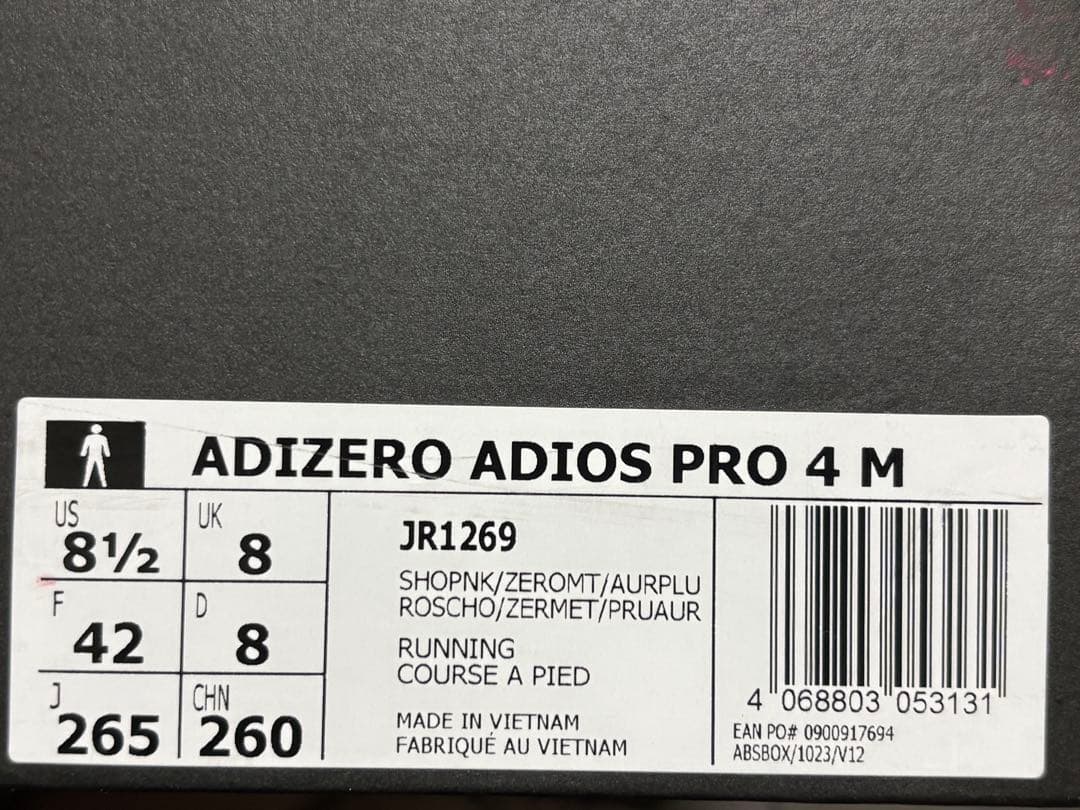 ADIZERO ADIOS PRO 4 M
US
8½
UK
8
F
42
D
8
J
265
CHN
260
JR1269
SHOPNK/ZEROMT/AURPLU
ROSCHO/ZERMET/PRUAUR
RUNNING
COURSE A PIED
MADE IN VIETNAM
FABRIQUÉ AU VIETNAM
4 068803 053131
EAN PO# 0900917694
ABSBOX/1023/V12